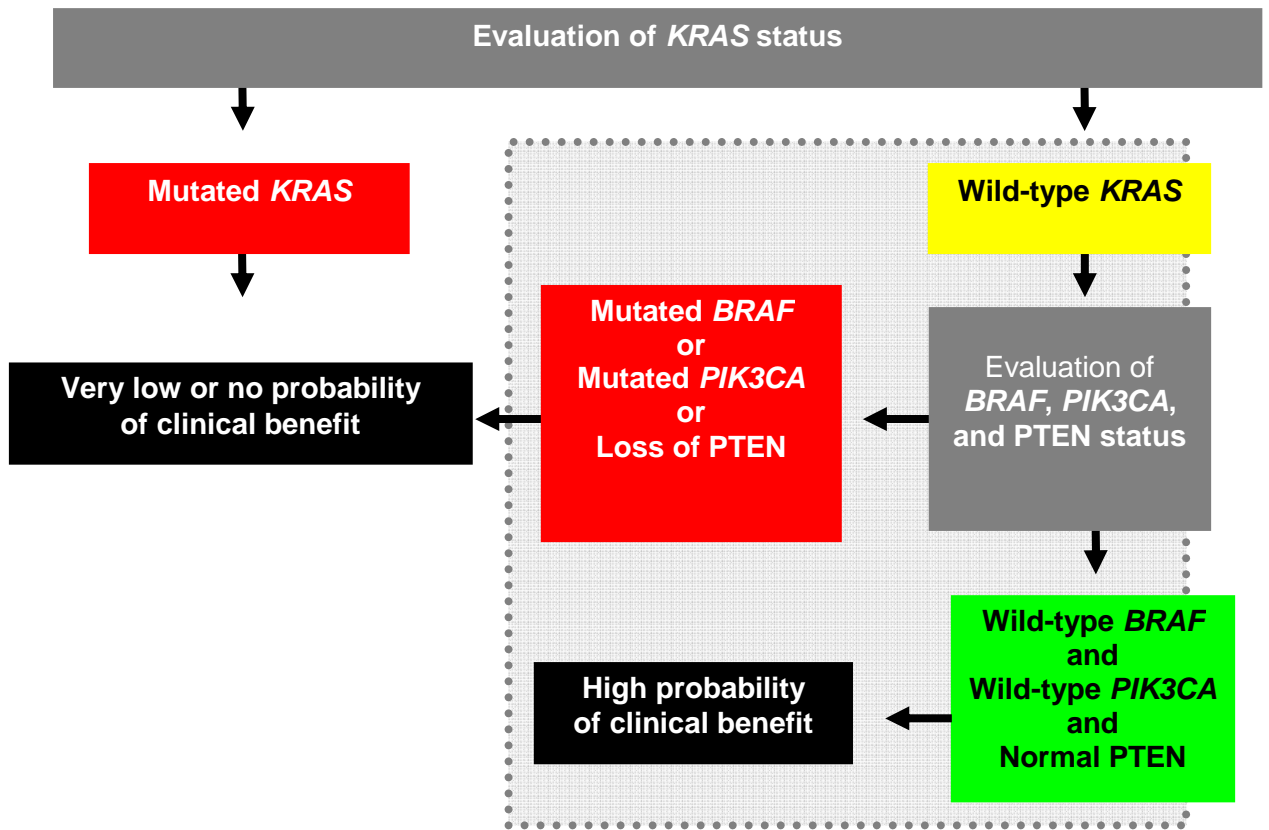 Evaluation of KRAS status
Mutated KRAS
Wild-type KRAS
Very low or no probability
of clinical benefit
Mutated BRAF
or
Mutated PIK3CA
or
Loss of PTEN
Evaluation of
BRAF, PIK3CA,
and PTEN status
High probability
of clinical benefit
Wild-type BRAF
and
Wild-type PIK3CA
and
Normal PTEN